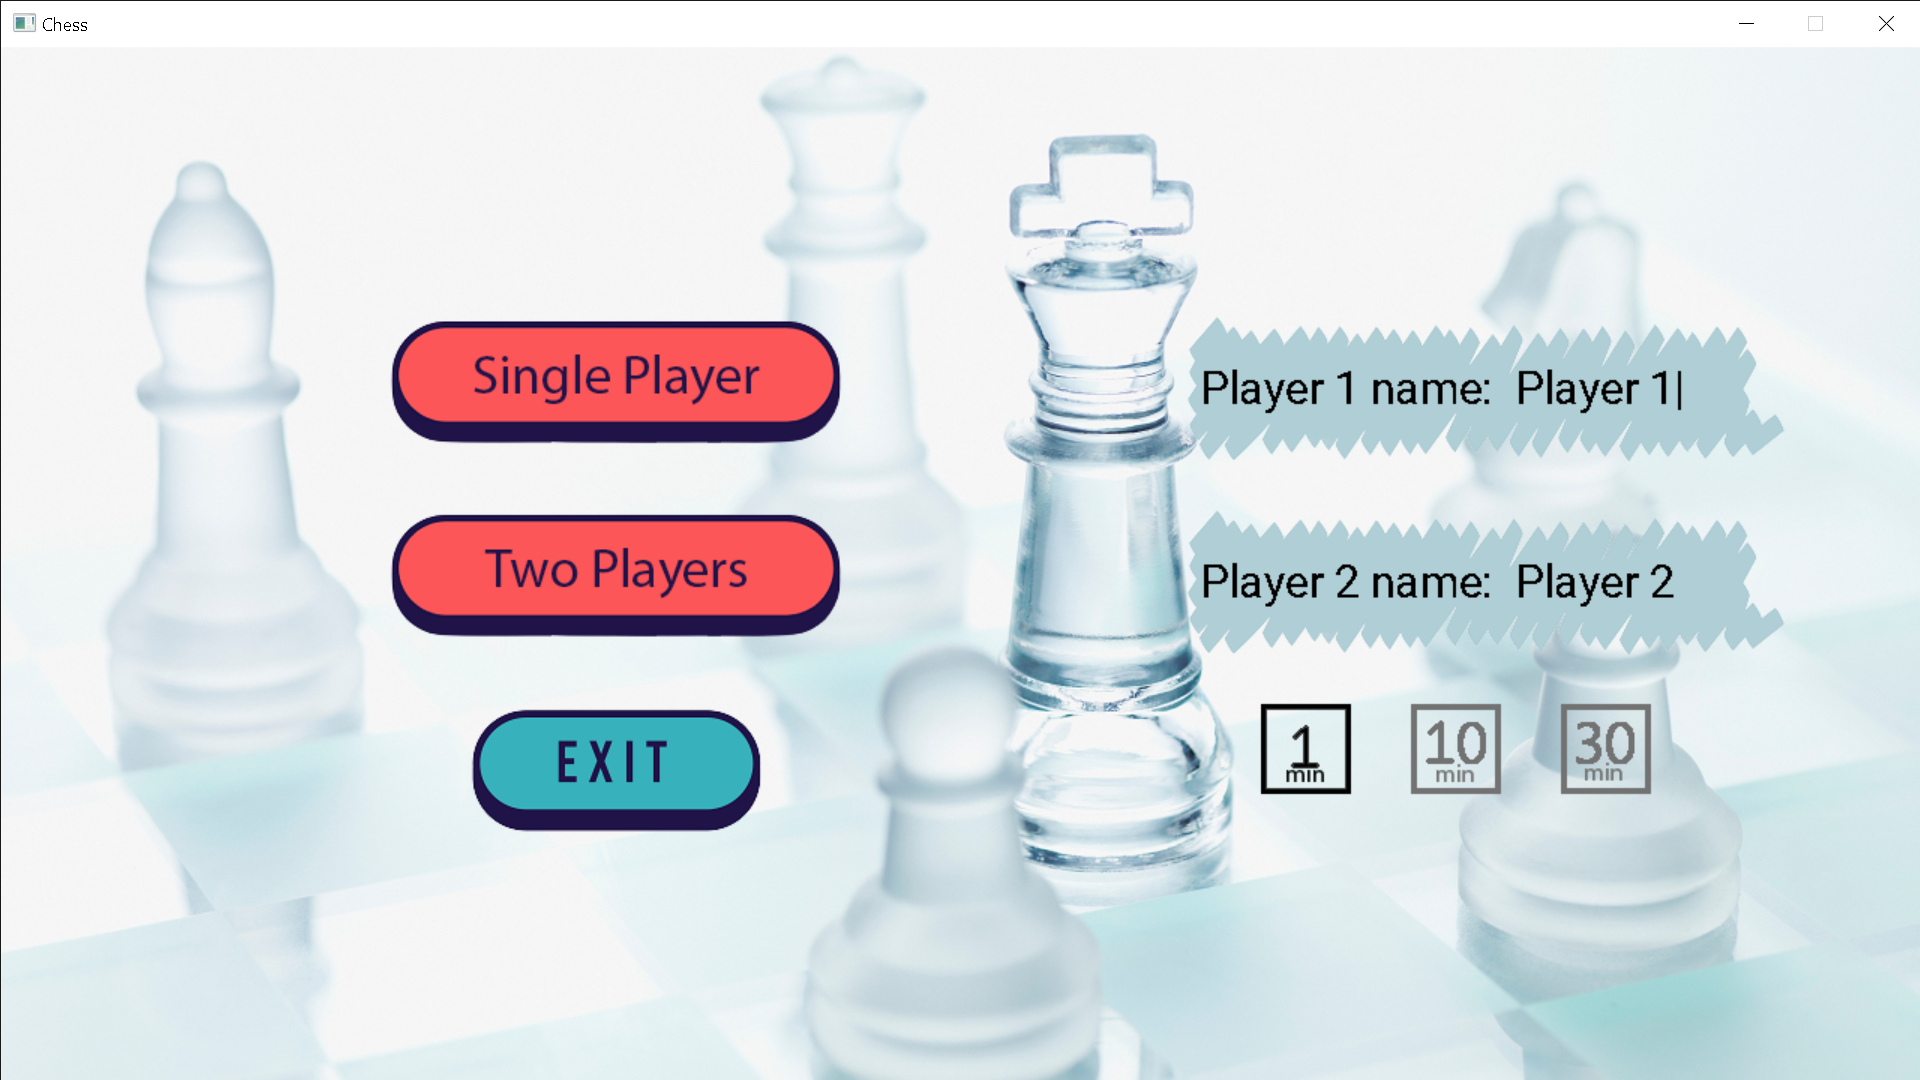 Chess
Single Player
Player 1 name: Player 1
Two Players
Player 2 name: Player 2
EXIT
1 min
10 min
30 min